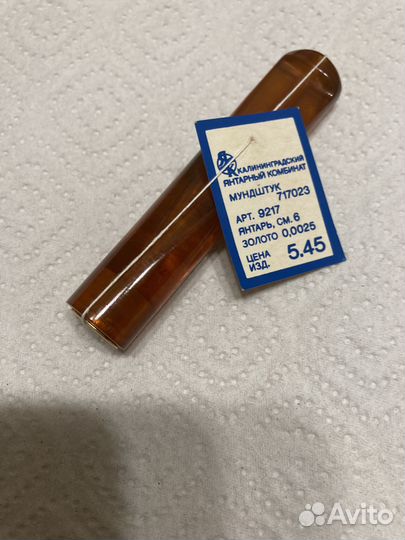 КАЛИНИНГРАДСКИЙ
ЯНТАРНЫЙ КОМБИНАТ
МУНДШТУК
717023
АРТ. 9217
ЯНТАРЬ, СМ. 6
ЗОЛОТО 0,0025
ЦЕНА
ИЗД. 5.45
Avito